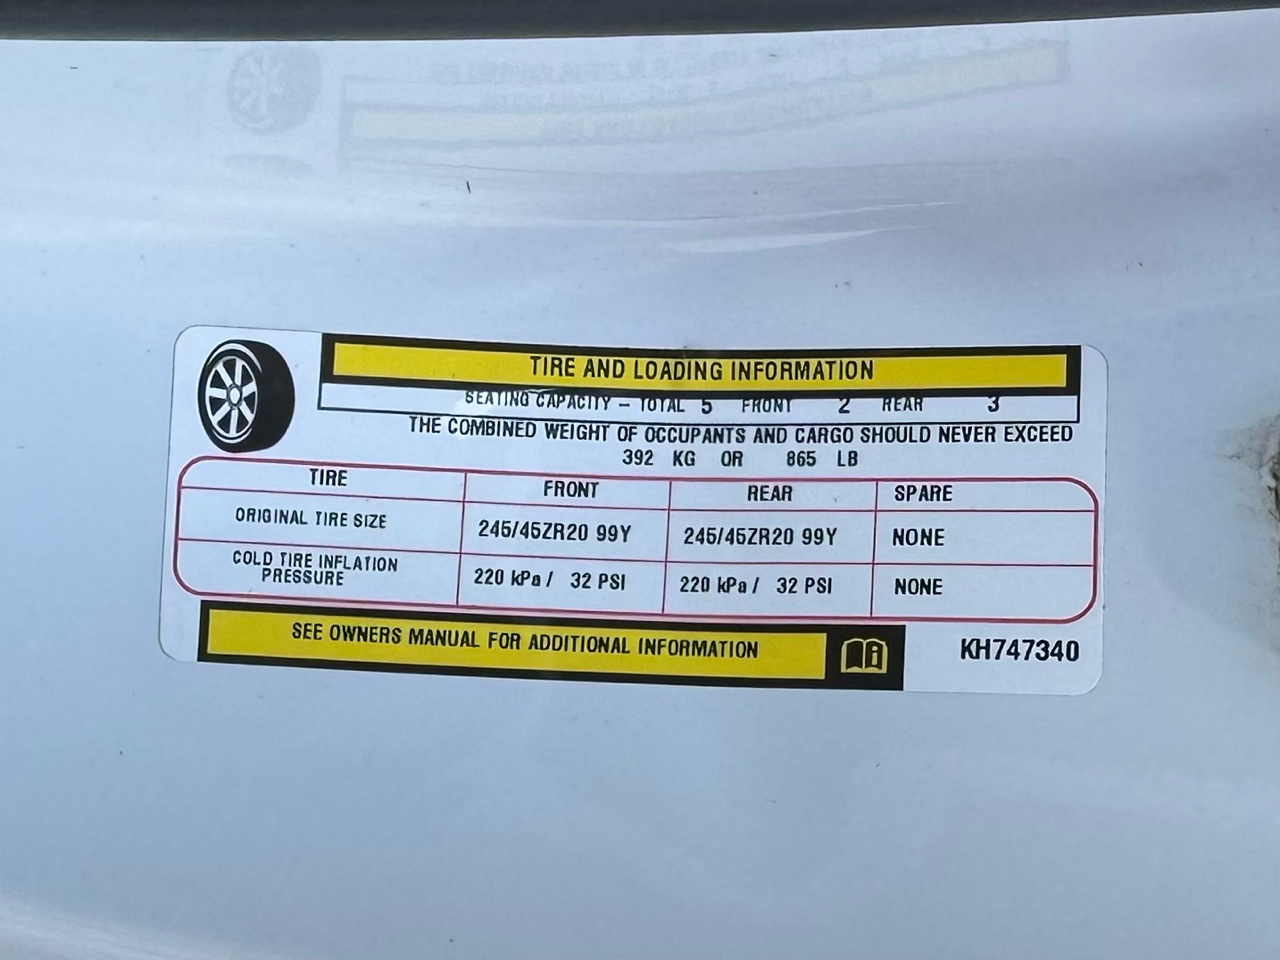 TIRE AND LOADING INFORMATION
SEATING CAPACITY – TOTAL 5 FRONT 2 REAR 3
THE COMBINED WEIGHT OF OCCUPANTS AND CARGO SHOULD NEVER EXCEED
392 KG OR 865 LB
TIRE FRONT REAR SPARE
ORIGINAL TIRE SIZE 245/45ZR20 99Y 245/45ZR20 99Y NONE
COLD TIRE INFLATION
PRESSURE 220 kPa / 32 PSI 220 kPa / 32 PSI NONE
SEE OWNERS MANUAL FOR ADDITIONAL INFORMATION
KH747340